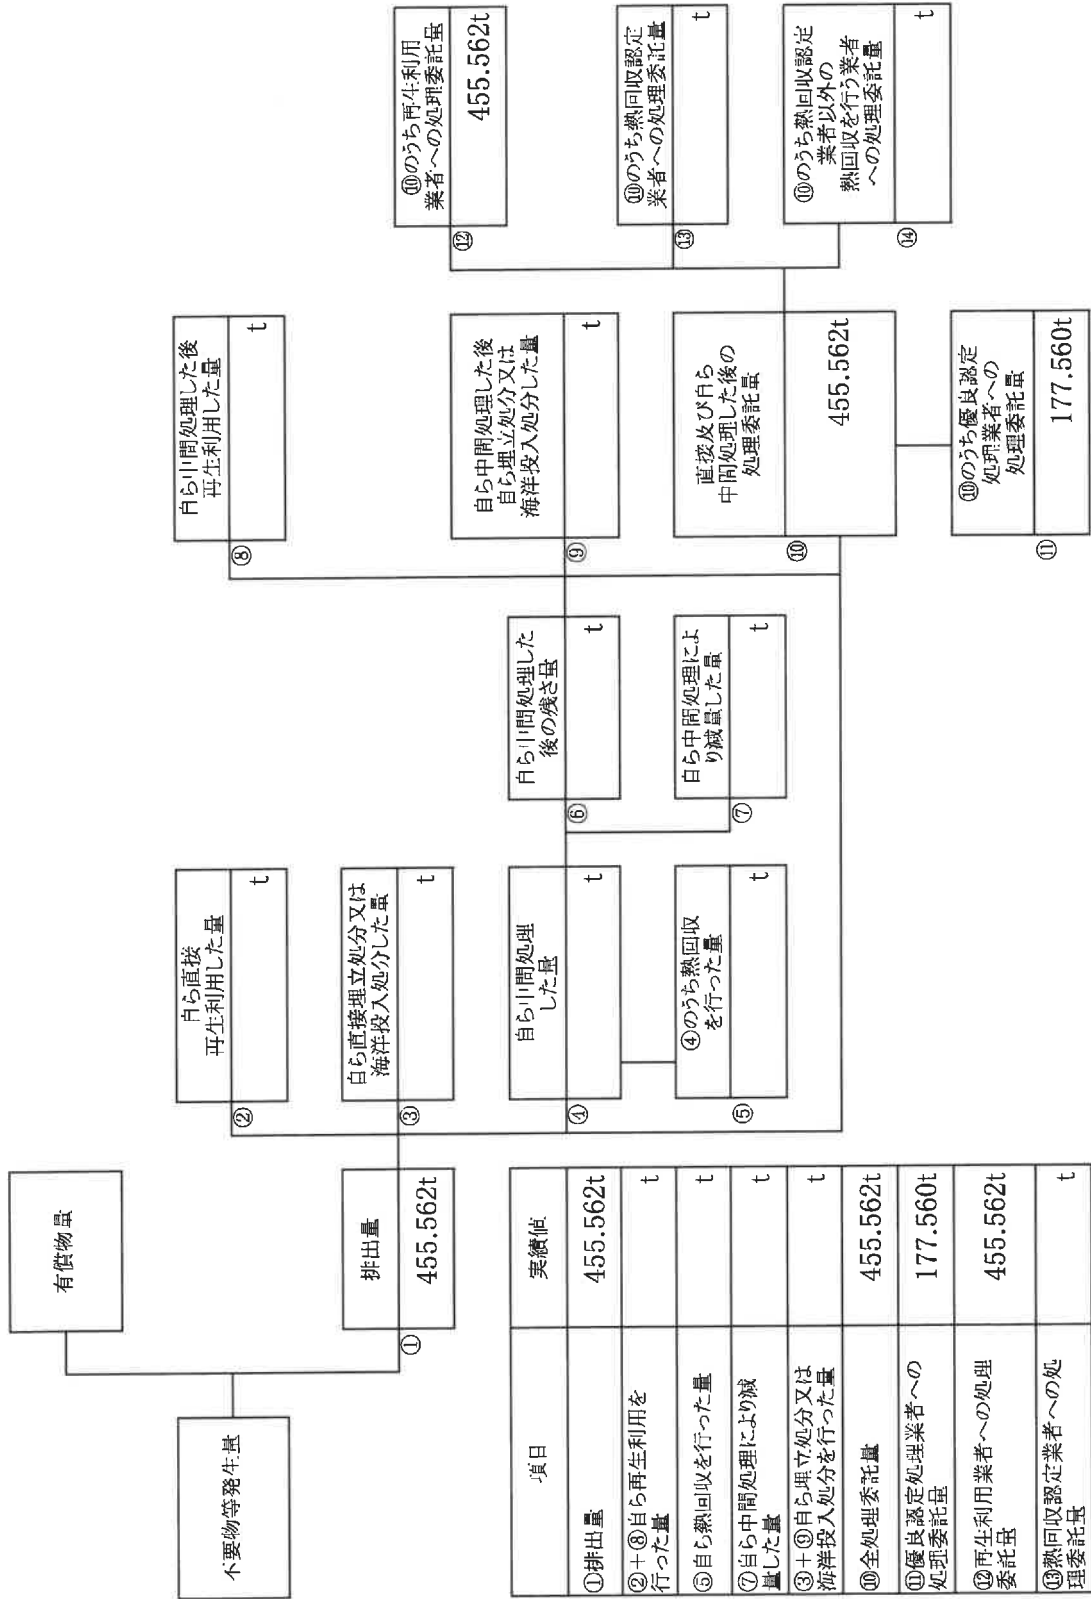 不要物等発生量
有償物量
排出量
①
455.562t
自ら直接
再生利用した量
②
t
自ら直接埋立処分又は
海洋投入処分した量
③
t
自ら中間処理
した量
④
t
④のうち熱回収
を行った量
⑤
t
自ら中間処理した
後の残さ量
⑥
t
自ら中間処理によ
り減量した量
⑦
t
自ら中間処理した後
再生利用した量
⑧
t
自ら中間処理した後
自ら埋立処分又は
海洋投入処分した量
⑨
t
直接及び自ら
中間処理した後の
処理委託量
⑩
455.562t
⑩のうち優良認定
処理業者への
処理委託量
⑪
177.560t
⑩のうち再生利用
業者への処理委託量
⑫
455.562t
⑩のうち熱回収認定
業者への処理委託量
⑬
t
⑩のうち熱回収認定
業者以外の
熱回収を行う業者
への処理委託量
⑭
t
項目 実績値
①排出量 455.562t
②+⑧自ら再生利用を
行った量 t
⑤自ら熱回収を行った量 t
⑦自ら中間処理により減
量した量 t
③+⑨自ら埋立処分又は
海洋投入処分を行った量 t
⑩全処理委託量 455.562t
⑪優良認定処理業者への
処理委託量 177.560t
⑫再生利用業者への処理
委託量 455.562t
⑬熱回収認定業者への処
理委託量 t